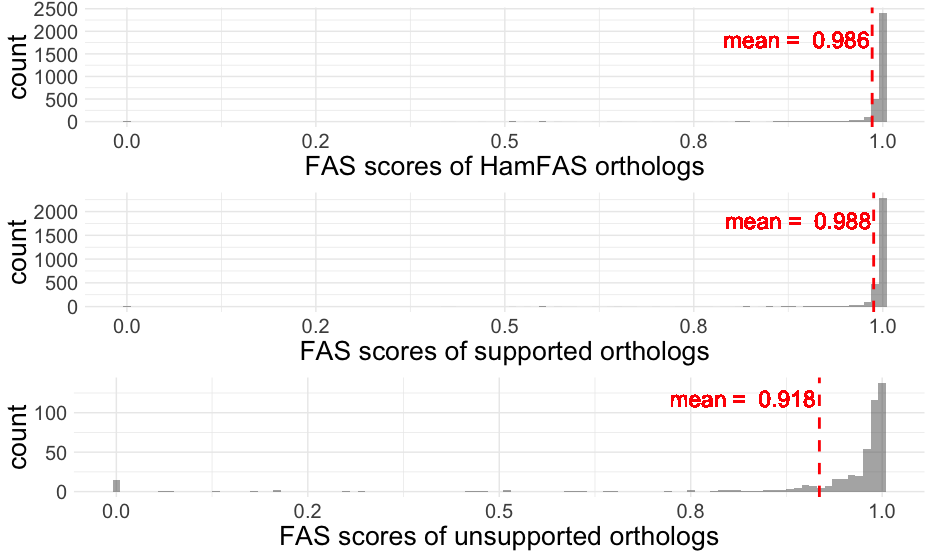 count
2500
2000
1500
1000
500
0
mean = 0.986
0.0 0.2 0.5 0.8 1.0
FAS scores of HamFAS orthologs
count
2000
1500
1000
500
0
mean = 0.988
0.0 0.2 0.5 0.8 1.0
FAS scores of supported orthologs
count
100
50
0
mean = 0.918
0.0 0.2 0.5 0.8 1.0
FAS scores of unsupported orthologs